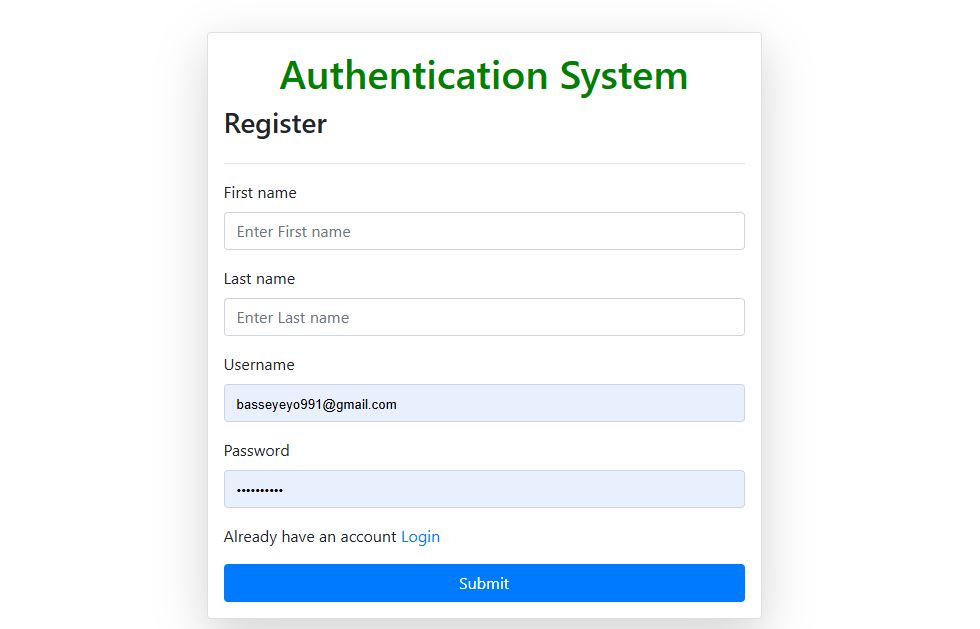 Authentication System
Register
First name
Enter First name
Last name
Enter Last name
Username
basseyeyo991@gmail.com
Password
••••••••••
Already have an account Login
Submit